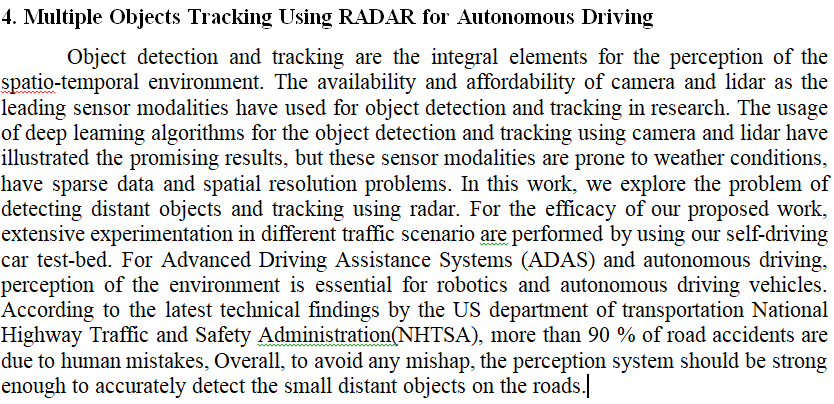 4. Multiple Objects Tracking Using RADAR for Autonomous Driving
Object detection and tracking are the integral elements for the perception of the
spatio-temporal environment. The availability and affordability of camera and lidar as the
leading sensor modalities have used for object detection and tracking in research. The usage
of deep learning algorithms for the object detection and tracking using camera and lidar have
illustrated the promising results, but these sensor modalities are prone to weather conditions,
have sparse data and spatial resolution problems. In this work, we explore the problem of
detecting distant objects and tracking using radar. For the efficacy of our proposed work,
extensive experimentation in different traffic scenario are performed by using our self-driving
car test-bed. For Advanced Driving Assistance Systems (ADAS) and autonomous driving,
perception of the environment is essential for robotics and autonomous driving vehicles.
According to the latest technical findings by the US department of transportation National
Highway Traffic and Safety Administration(NHTSA), more than 90 % of road accidents are
due to human mistakes, Overall, to avoid any mishap, the perception system should be strong
enough to accurately detect the small distant objects on the roads.